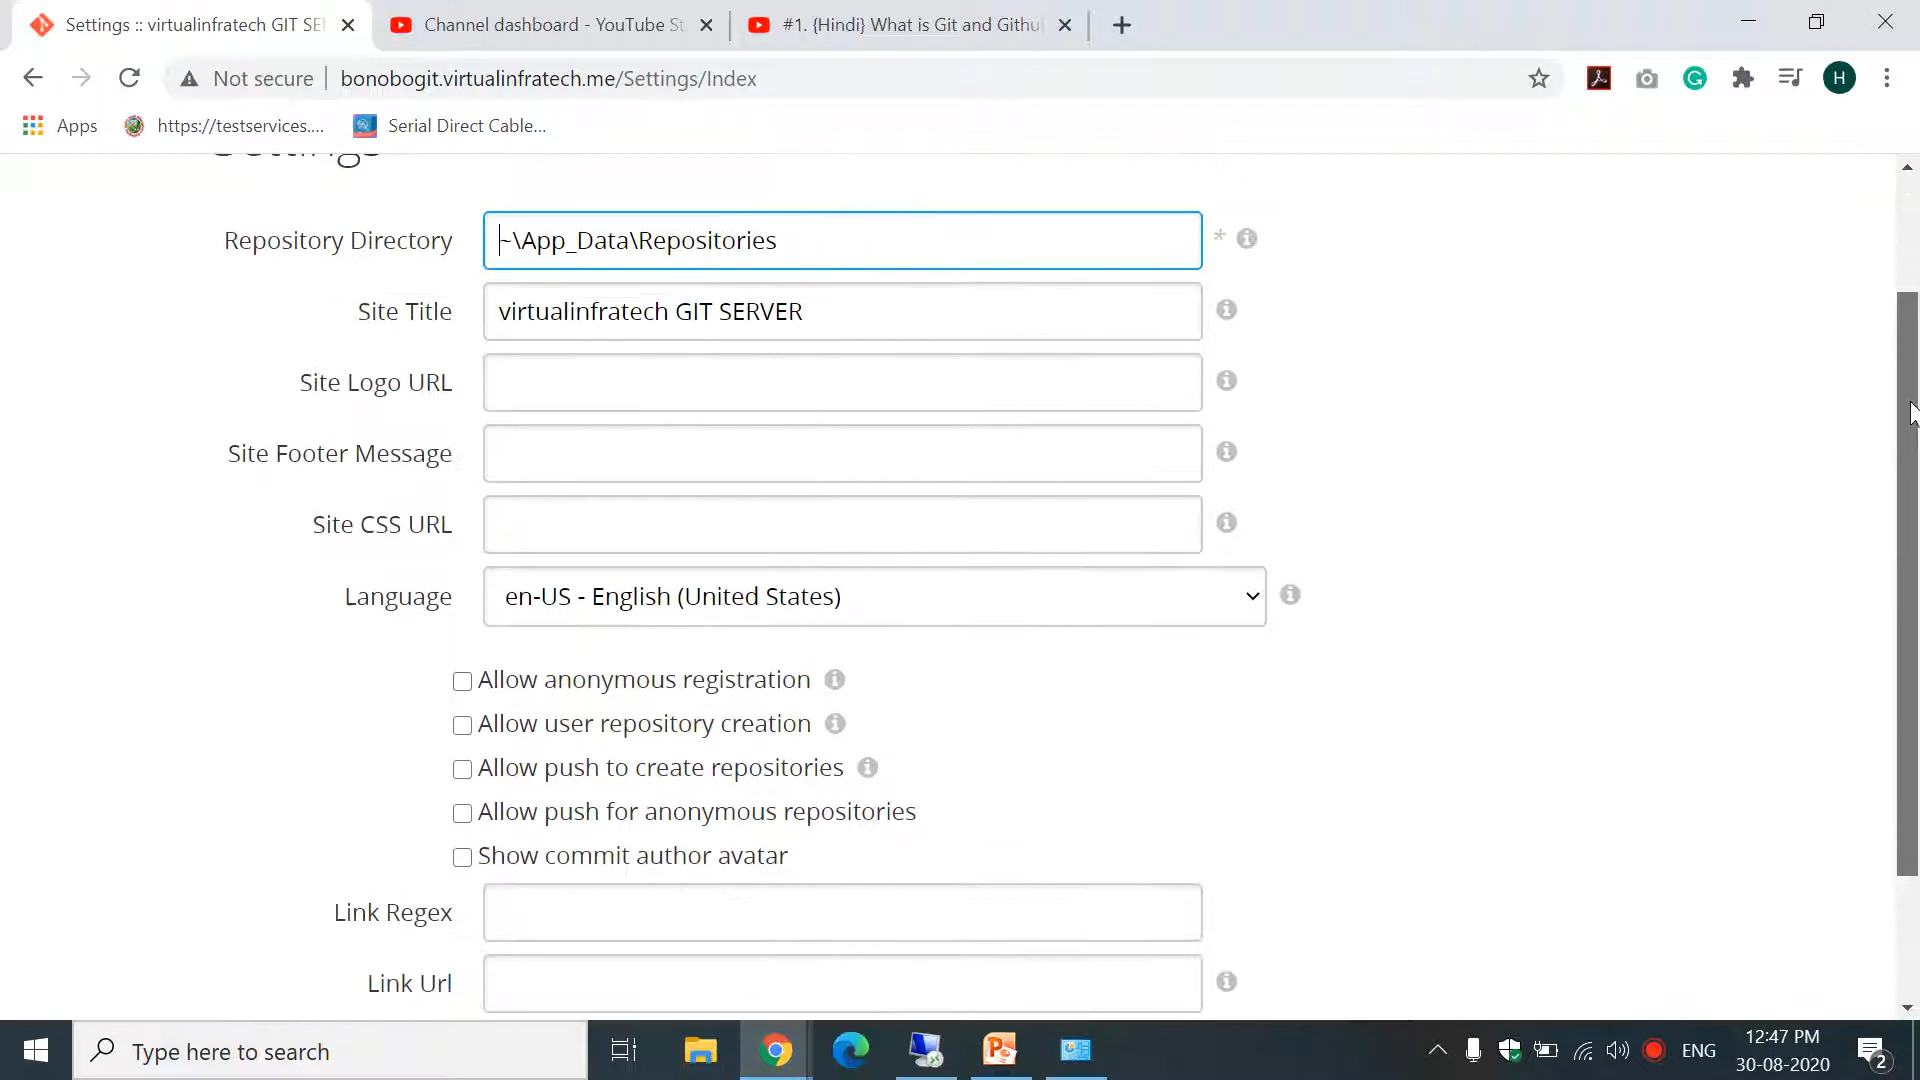 Settings :: virtualinfratech GIT SE
Channel dashboard - YouTube St
#1. {Hindi} What is Git and Githu
Not secure
bonobogit.virtualinfratech.me/Settings/Index
H
Apps
https://testservices....
Serial Direct Cable...
Settings
Repository Directory
~\App_Data\Repositories
*
Site Title
virtualinfratech GIT SERVER
Site Logo URL
Site Footer Message
Site CSS URL
Language
en-US - English (United States)
Allow anonymous registration
Allow user repository creation
Allow push to create repositories
Allow push for anonymous repositories
Show commit author avatar
Link Regex
Link Url
Type here to search
ENG
12:47 PM
30-08-2020
2